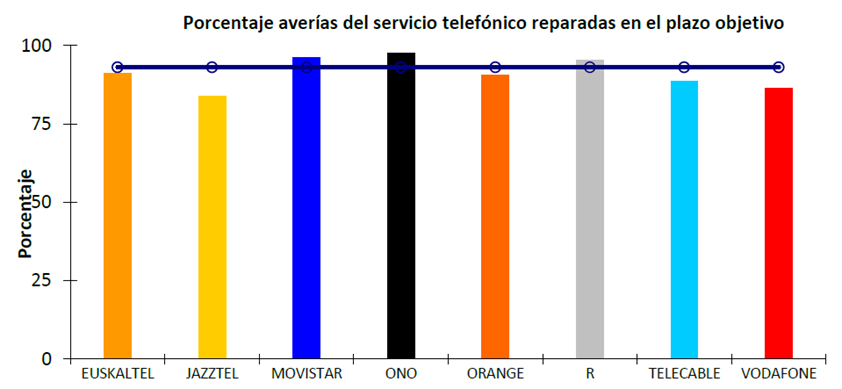 Porcentaje averías del servicio telefónico reparadas en el plazo objetivo
Porcentaje
100
75
50
25
0
EUSKALTEL JAZZTEL MOVISTAR ONO ORANGE R TELECABLE VODAFONE